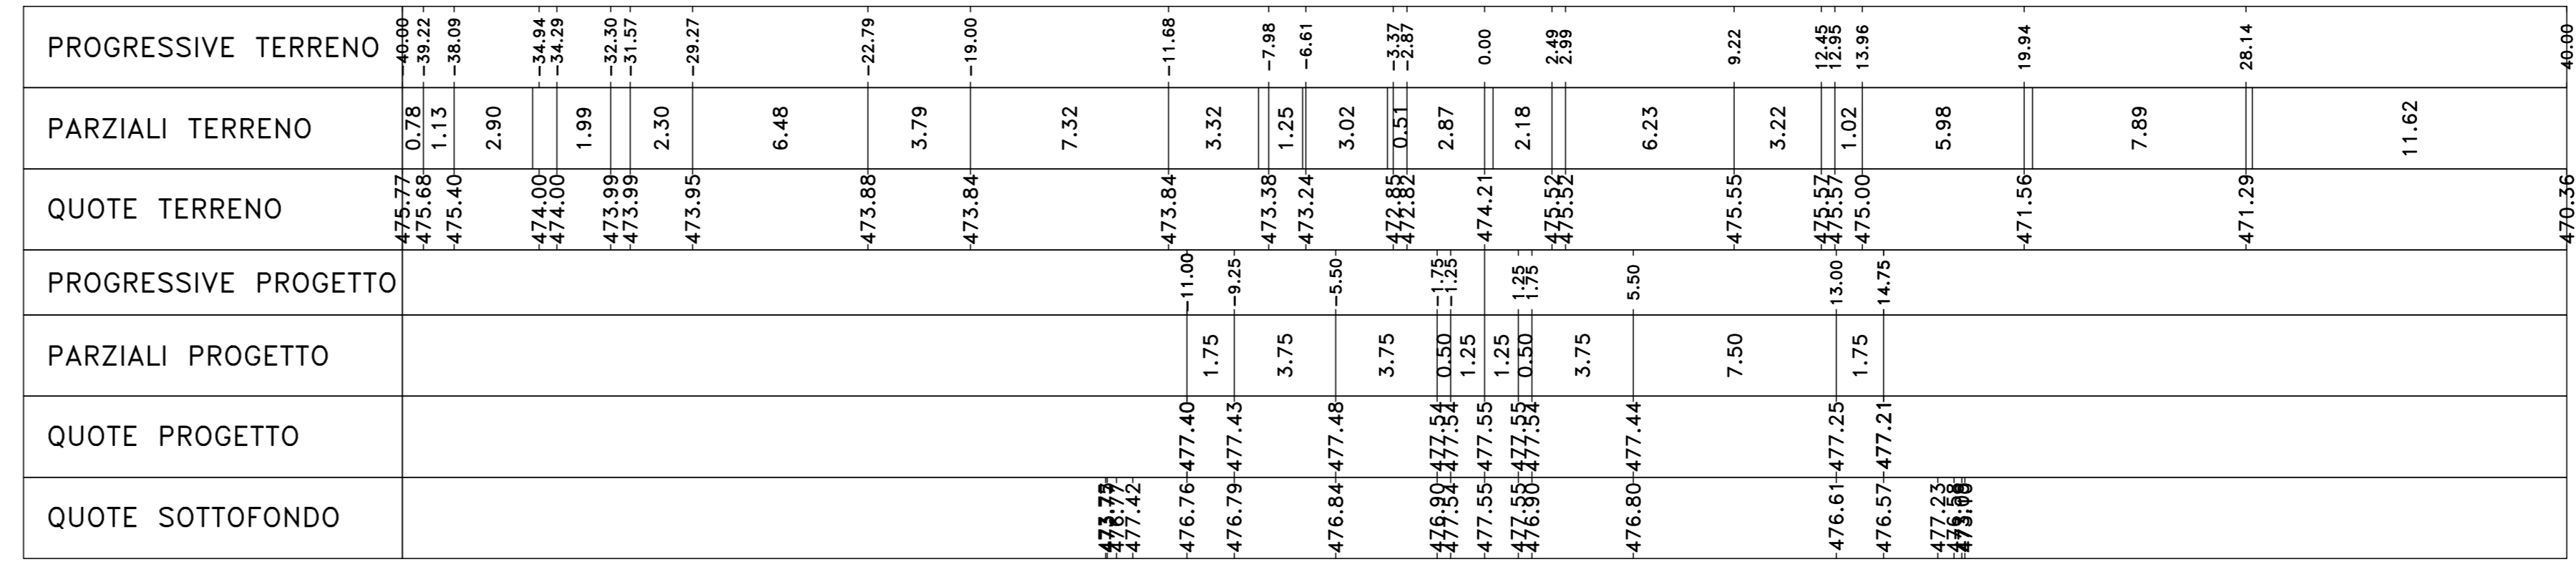 PROGRESSIVE TERRENO -40.00 -39.22 -38.09 -34.94 -34.29 -32.30 -31.57 -29.27 -22.79 -19.00 -11.68 -7.98 -6.61 -3.37 -2.87 0.00 2.49 2.99 9.22 12.45 12.95 13.96 19.94 28.14 40.00
PARZIALI TERRENO 0.78 1.13 2.90 1.99 2.30 6.48 3.79 7.32 3.32 1.25 3.02 0.51 2.87 2.18 6.23 3.22 1.02 5.98 7.89 11.62
QUOTE TERRENO 475.77 475.68 475.40 474.00 474.00 473.99 473.99 473.95 473.88 473.84 473.84 473.38 473.24 472.85 472.82 474.21 475.52 475.52 475.55 475.57 475.57 475.00 471.56 471.29 470.36
PROGRESSIVE PROGETTO -11.00 -9.25 -5.50 -1.75 -1.25 1.25 1.75 5.50 13.00 14.75
PARZIALI PROGETTO 1.75 3.75 3.75 0.50 1.25 1.25 0.50 3.75 7.50 1.75
QUOTE PROGETTO 477.40 477.43 477.48 477.54 477.54 477.55 477.55 477.54 477.44 477.25 477.21
QUOTE SOTTOFONDO 476.77 477.42 476.76 476.79 476.84 476.90 477.54 477.55 477.55 476.90 476.80 476.61 476.57 477.23 476.58